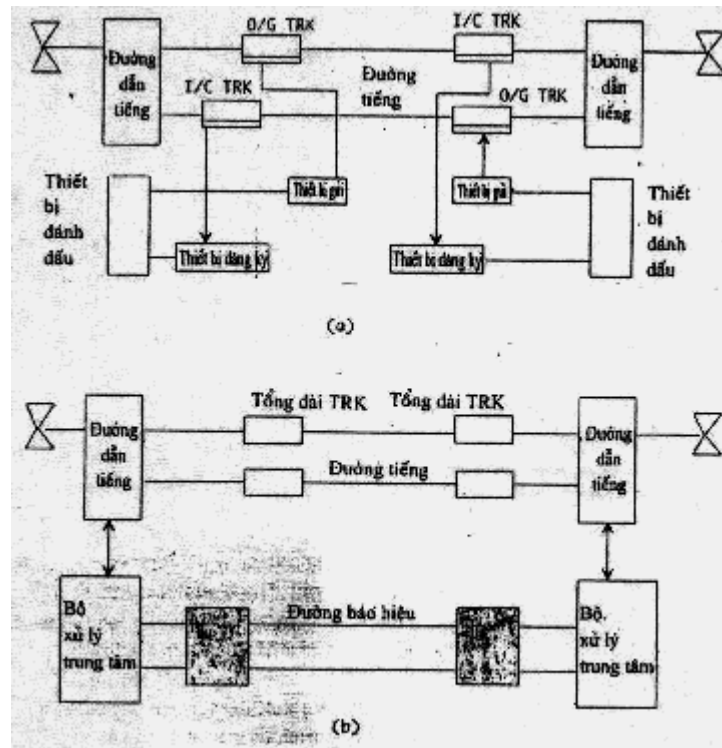 O/G TRK
I/C TRK
Đường
dẫn
tiếng
I/C TRK
Đường
tiếng
O/G TRK
Đường
dẫn
tiếng
Thiết
bị
đánh
dấu
Thiết bị gửi
Thiết bị
Thiết
bị
đánh
dấu
Thiết bị đăng ký
Thiết bị đăng ký
(a)
Tổng đài TRK
Tổng đài TRK
Đường
dẫn
tiếng
Đường tiếng
Đường
dẫn
tiếng
Bộ
xử lý
trung tâm
Đường báo hiệu
Bộ.
xử lý
trung tâm
(b)